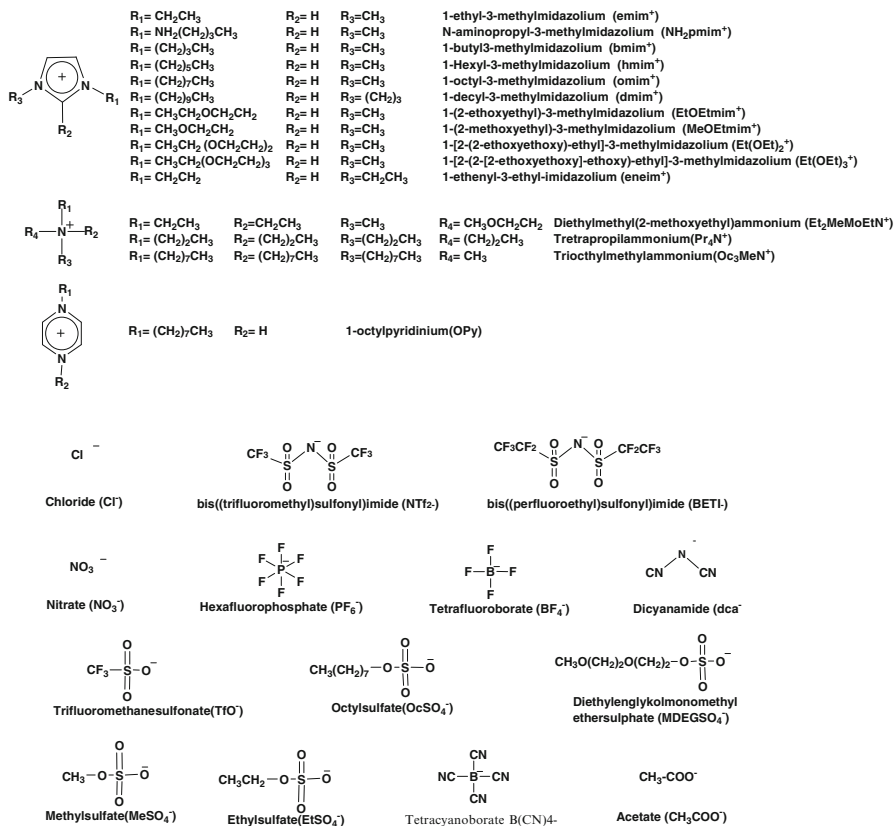 R1= CH2CH3 R2= H R3=CH3 1-ethyl-3-methylmidazolium (emim+)
R1= NH2(CH2)3CH3 R2= H R3=CH3 N-aminopropyl-3-methylmidazolium (NH2pmim+)
R1= (CH2)3CH3 R2= H R3=CH3 1-butyl3-methylmidazolium (bmim+)
R1= (CH2)5CH3 R2= H R3=CH3 1-Hexyl-3-methylmidazolium (hmim+)
R1= (CH2)7CH3 R2= H R3=CH3 1-octyl-3-methylmidazolium (omim+)
R1= (CH2)9CH3 R2= H R3= (CH2)3 1-decyl-3-methylmidazolium (dmim+)
R1= CH3CH2OCH2CH2 R2= H R3=CH3 1-(2-ethoxyethyl)-3-methylmidazolium (EtOEtmim+)
R1= CH3OCH2CH2 R2= H R3=CH3 1-(2-methoxyethyl)-3-methylmidazolium (MeOEtmim+)
R1= CH3CH2 (OCH2CH2)2 R2= H R3=CH3 1-[2-(2-ethoxyethoxy)-ethyl]-3-methylmidazolium (Et(OEt)2+)
R1= CH3CH2(OCH2CH2)3 R2= H R3=CH3 1-[2-(2-[2-ethoxyethoxy]-ethoxy)-ethyl]-3-methylmidazolium (Et(OEt)3+)
R1= CH2CH2 R2= H R3=CH2CH3 1-ethenyl-3-ethyl-imidazolium (eneim+)
+
N N
R3 R1
R2
R1
R4 N+ R2
R3
R1= CH2CH3 R2=CH2CH3 R3=CH3 R4= CH3OCH2CH2 Diethylmethyl(2-methoxyethyl)ammonium (Et2MeMoEtN+)
R1= (CH2)2CH3 R2= (CH2)2CH3 R3=(CH2)2CH3 R4= (CH2)2CH3 Tretrapropilammonium(Pr4N+)
R1= (CH2)7CH3 R2= (CH2)7CH3 R3=(CH2)7CH3 R4= CH3 Triocthylmethylammonium(Oc3MeN+)
R1
N
+
N
R2
R1= (CH2)7CH3 R2= H 1-octylpyridinium(OPy)
Cl −
Chloride (Cl-)
O N− O
CF3 S S CF3
O O
bis((trifluoromethyl)sulfonyl)imide (NTf2-)
O N− O
CF3CF2 S S CF2CF3
O O
bis((perfluoroethyl)sulfonyl)imide (BETI-)
NO3 −
Nitrate (NO3-)
F
F F
P−
F F
F
Hexafluorophosphate (PF6-)
F
F B− F
F
Tetrafluoroborate (BF4-)
N -
CN CN
Dicyanamide (dca-
O
CF3 S O−
O
Trifluoromethanesulfonate(TfO-)
O
CH3(CH2)7 O S O−
O
Octylsulfate(OcSO4-)
O
CH3O(CH2)2O(CH2)2 O S O−
O
Diethylenglykolmonomethyl
ethersulphate (MDEGSO4-)
O
CH3 O S O−
O
Methylsulfate(MeSO4-)
O
CH3CH2 O S O−
O
Ethylsulfate(EtSO4-)
CN
NC B− CN
CN
Tetracyanoborate B(CN)4-
CH3-COO-
Acetate (CH3COO-)